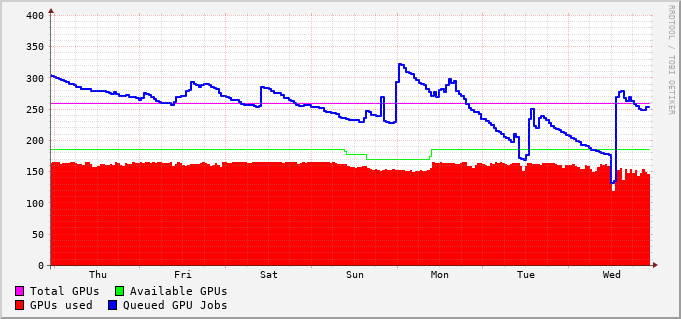 400
350
300
250
200
150
100
50
0
Thu Fri Sat Sun Mon Tue Wed
Total GPUs Available GPUs
GPUs used Queued GPU Jobs
RRDTOOL / TOBI OETIKER